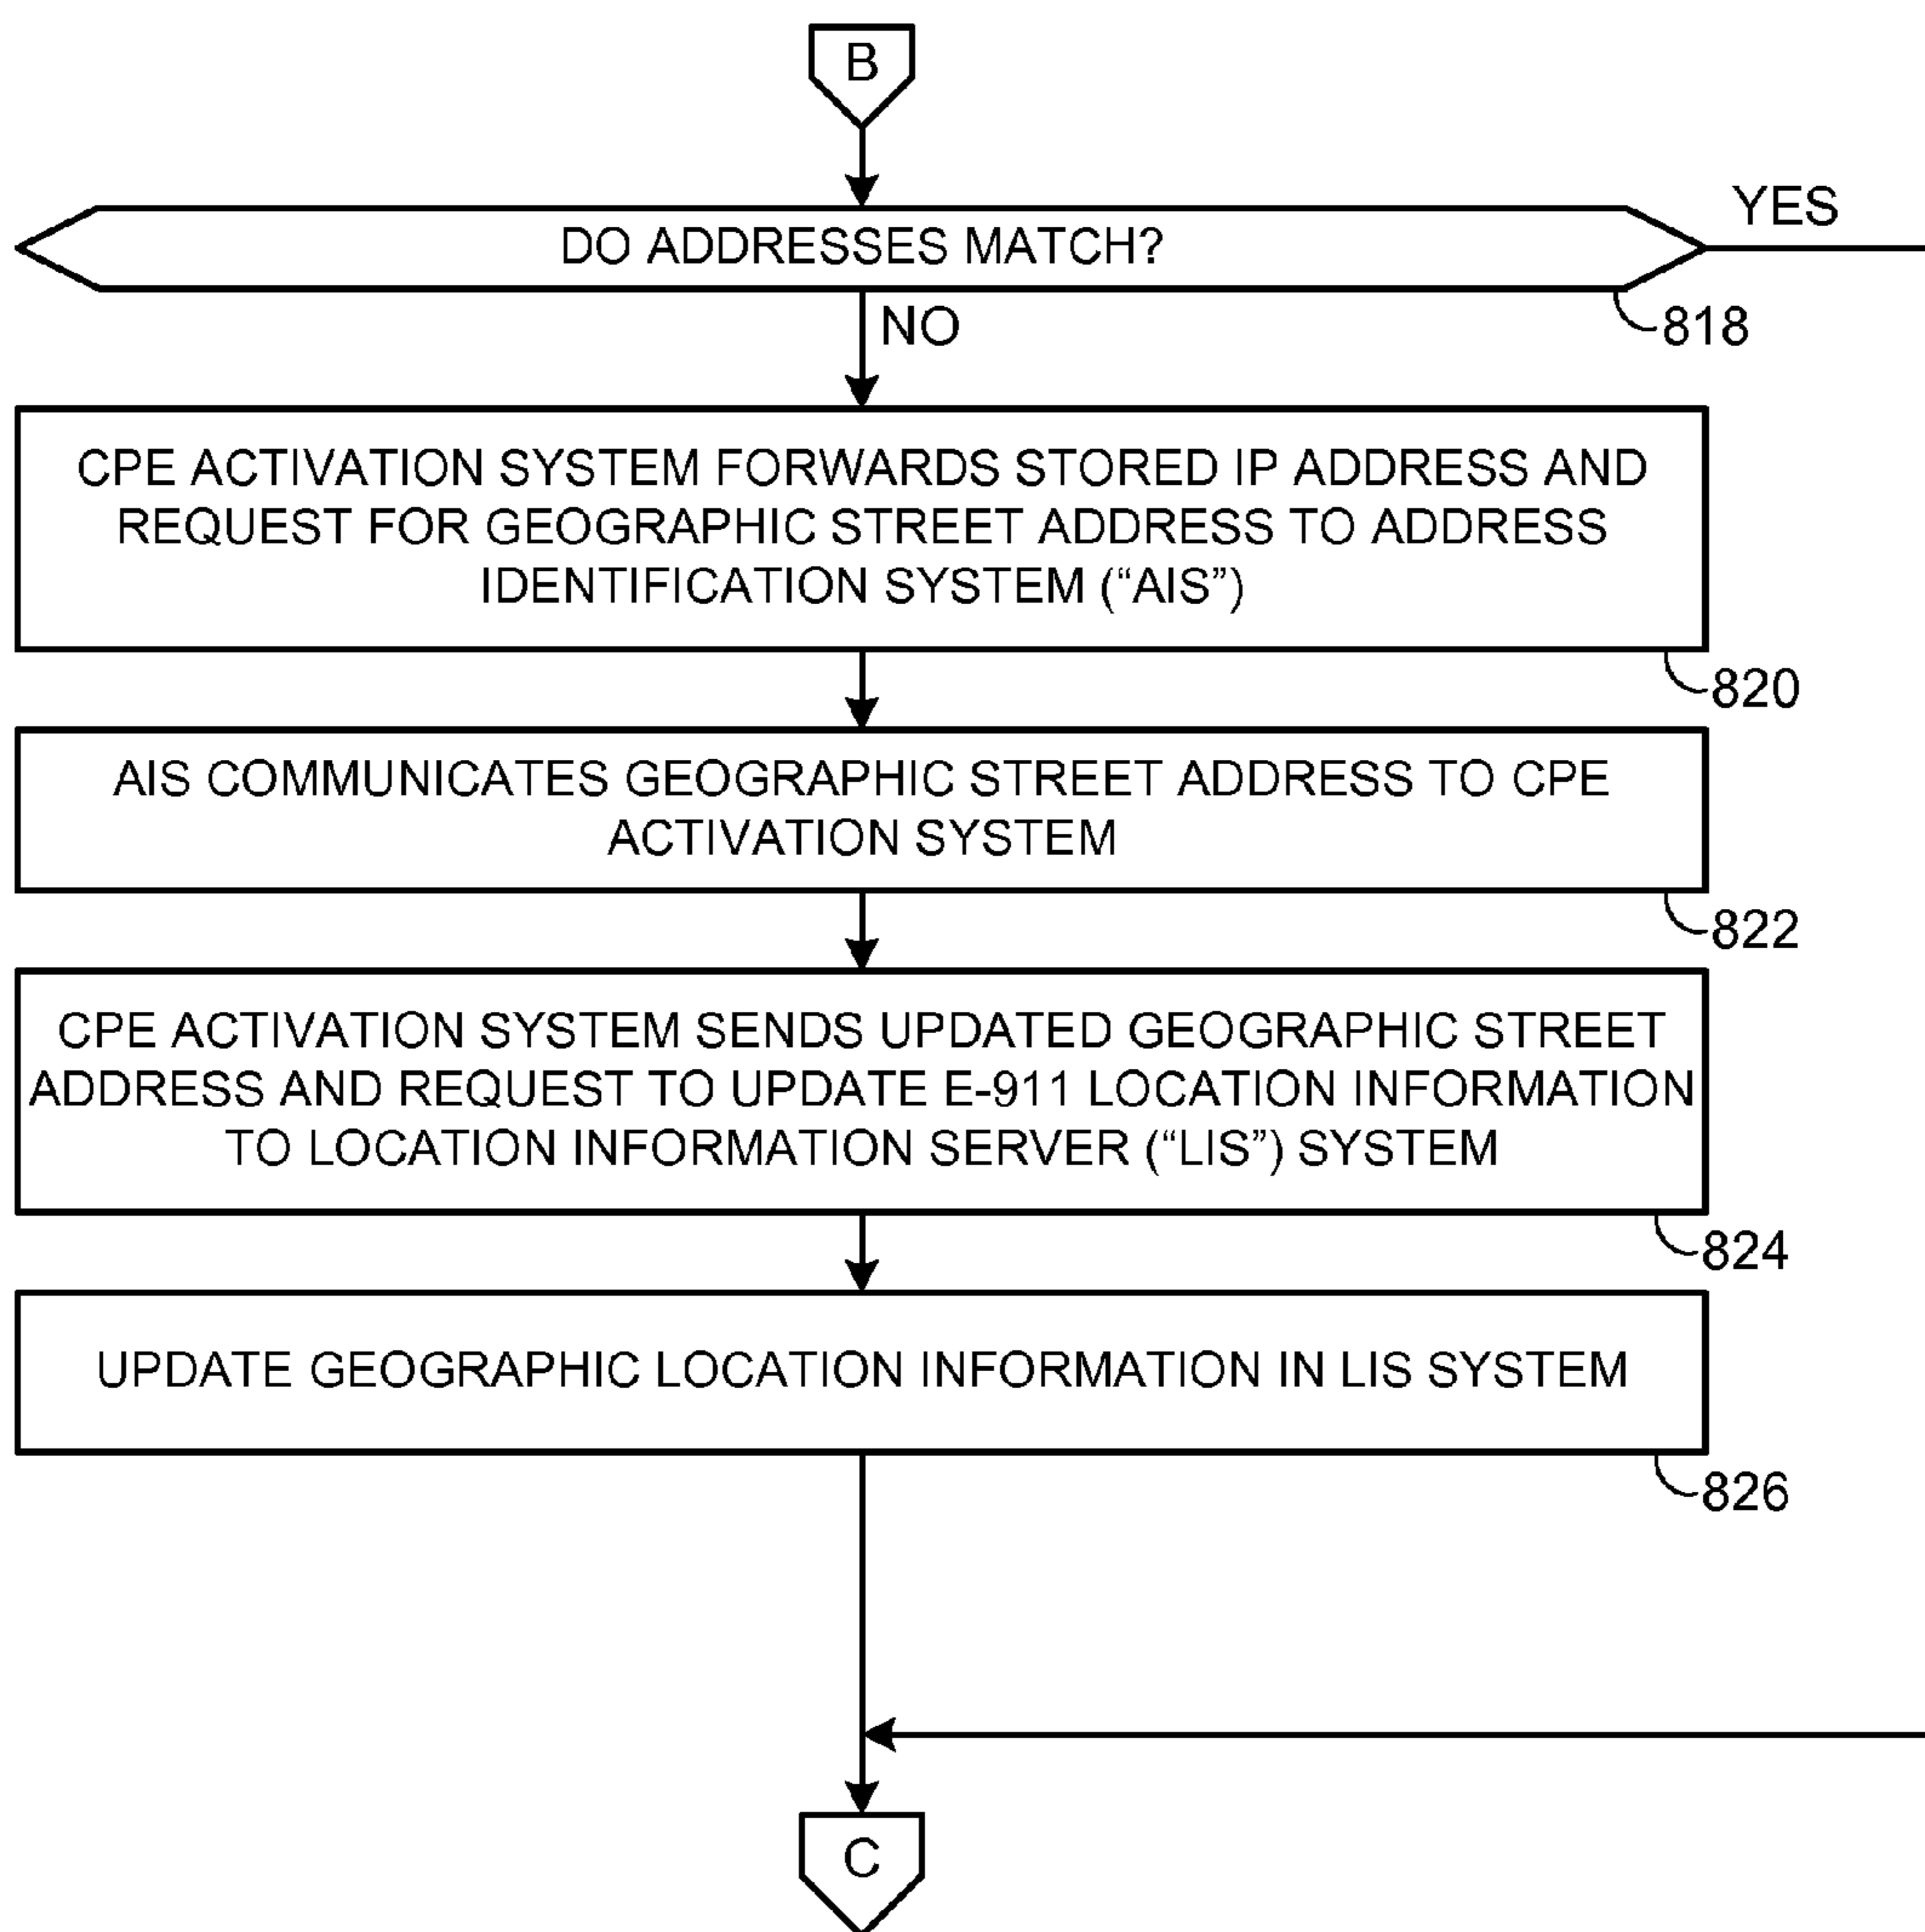 B
DO ADDRESSES MATCH?
YES
818
NO
CPE ACTIVATION SYSTEM FORWARDS STORED IP ADDRESS AND
REQUEST FOR GEOGRAPHIC STREET ADDRESS TO ADDRESS
IDENTIFICATION SYSTEM (“AIS”)
820
AIS COMMUNICATES GEOGRAPHIC STREET ADDRESS TO CPE
ACTIVATION SYSTEM
822
CPE ACTIVATION SYSTEM SENDS UPDATED GEOGRAPHIC STREET
ADDRESS AND REQUEST TO UPDATE E-911 LOCATION INFORMATION
TO LOCATION INFORMATION SERVER (“LIS”) SYSTEM
824
UPDATE GEOGRAPHIC LOCATION INFORMATION IN LIS SYSTEM
826
C